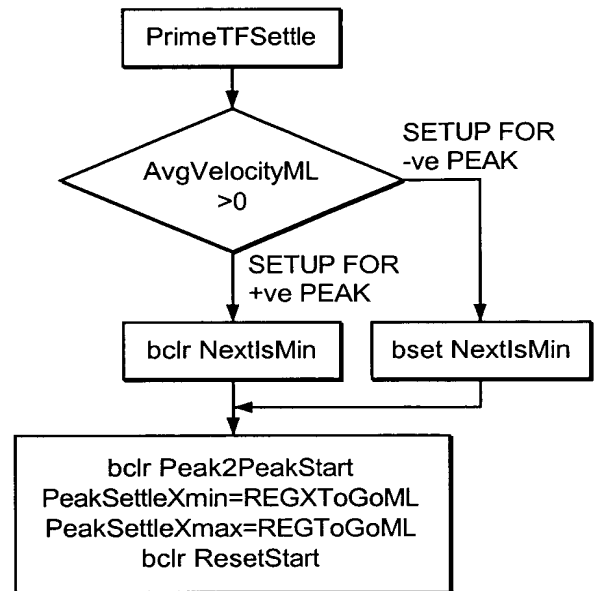 PrimeTFSettle
AvgVelocityML
>0
SETUP FOR
-ve PEAK
SETUP FOR
+ve PEAK
bclr NextIsMin
bset NextIsMin
bclr Peak2PeakStart
PeakSettleXmin=REGXToGoML
PeakSettleXmax=REGToGoML
bclr ResetStart